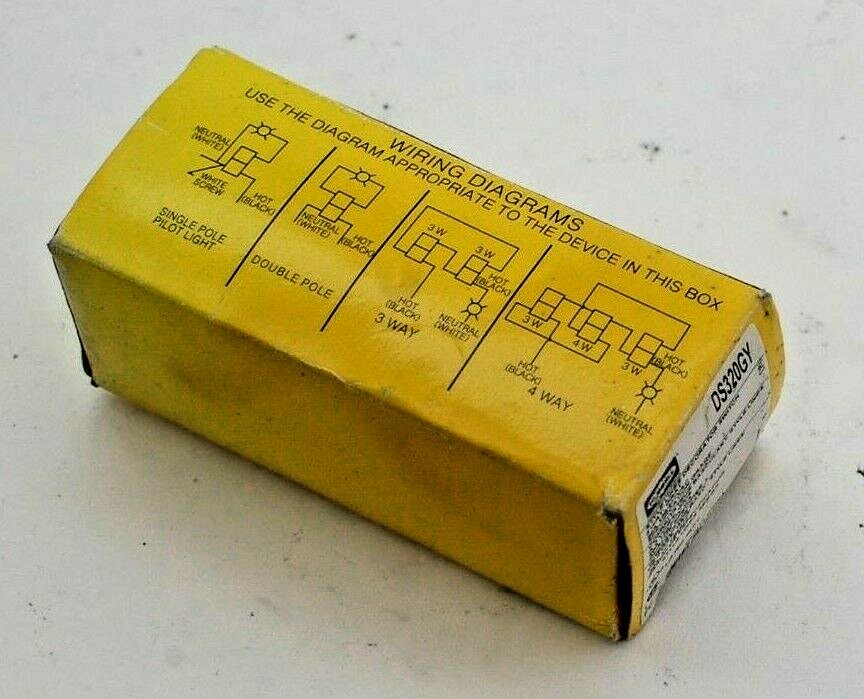 WIRING DIAGRAMS
USE THE DIAGRAM APPROPRIATE TO THE DEVICE IN THIS BOX
NEUTRAL
(WHITE)
WHITE
SCREW
HOT
(BLACK)
SINGLE POLE
PILOT LIGHT
NEUTRAL
(WHITE)
HOT
(BLACK)
DOUBLE POLE
3 W
3 W
HOT
(BLACK)
HOT
(BLACK)
NEUTRAL
(WHITE)
3 WAY
3 W
4 W
3 W
HOT
(BLACK)
HOT
(BLACK)
NEUTRAL
(WHITE)
4 WAY
DS320GY